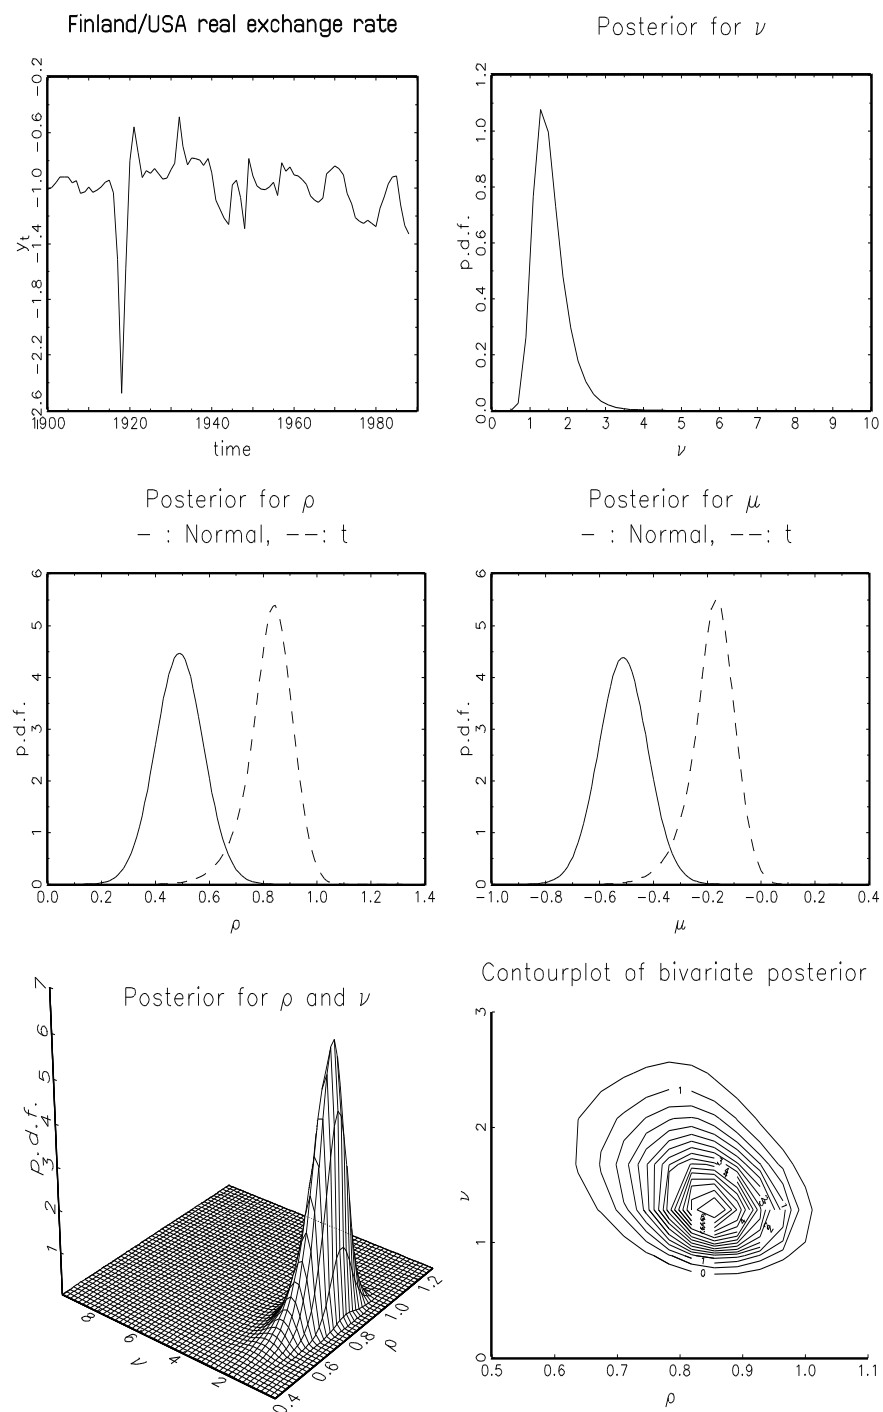 Finland/USA real exchange rate
Posterior for ν
yt
-0.2
-0.6
-1.0
-1.4
-1.8
-2.2
2.6
1900 1920 1940 1960 1980
time
p.d.f.
1.2
1.0
0.8
0.6
0.4
0.2
0.0
0 1 2 3 4 5 6 7 8 9 10
ν
Posterior for ρ
- : Normal, --: t
p.d.f.
6
5
4
3
2
1
0
0.0 0.2 0.4 0.6 0.8 1.0 1.2 1.4
ρ
Posterior for μ
- : Normal, --: t
p.d.f.
6
5
4
3
2
1
0
-1.0 -0.8 -0.6 -0.4 -0.2 -0.0 0.2 0.4
μ
Posterior for ρ and ν
p.d.f.
7
6
5
4
3
2
1
8 6 4 2
ν
0.4 0.6 0.8 1.0 1.2
ρ
Contourplot of bivariate posterior
ν
3
2
1
0
1
1
1
0
0.5 0.6 0.7 0.8 0.9 1.0 1.1
ρ